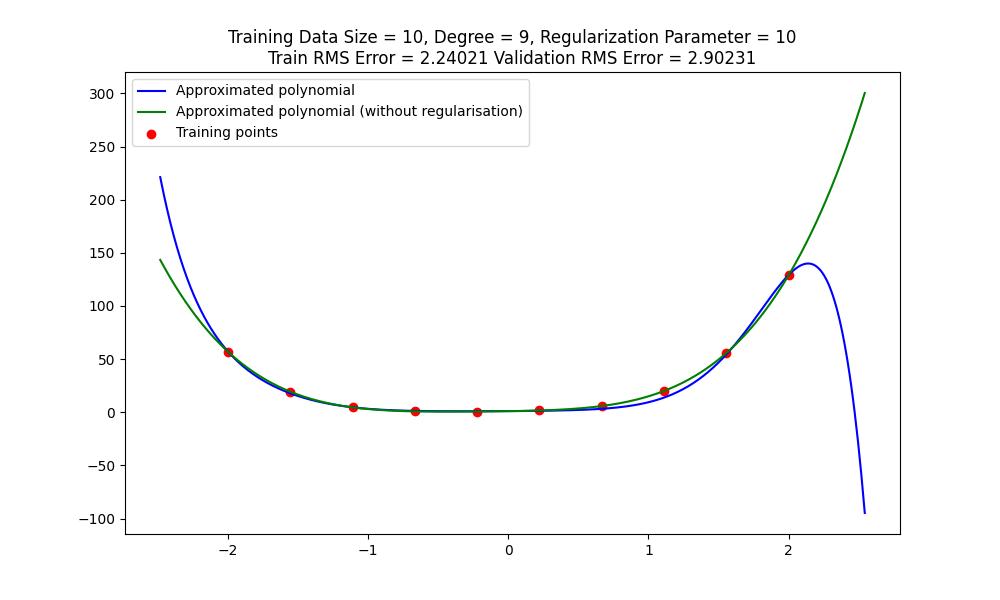 Training Data Size = 10, Degree = 9, Regularization Parameter = 10
Train RMS Error = 2.24021 Validation RMS Error = 2.90231
Approximated polynomial
Approximated polynomial (without regularisation)
Training points
300
250
200
150
100
50
0
−50
−100
−2
−1
0
1
2